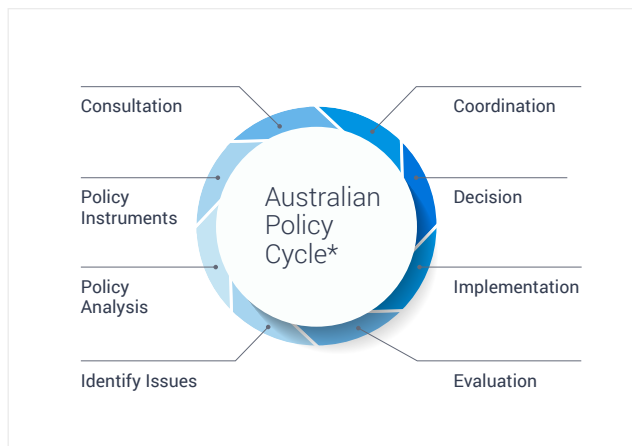 Consultation
Coordination
Policy
Instruments
Decision
Australian
Policy
Cycle*
Policy
Analysis
Implementation
Identify Issues
Evaluation